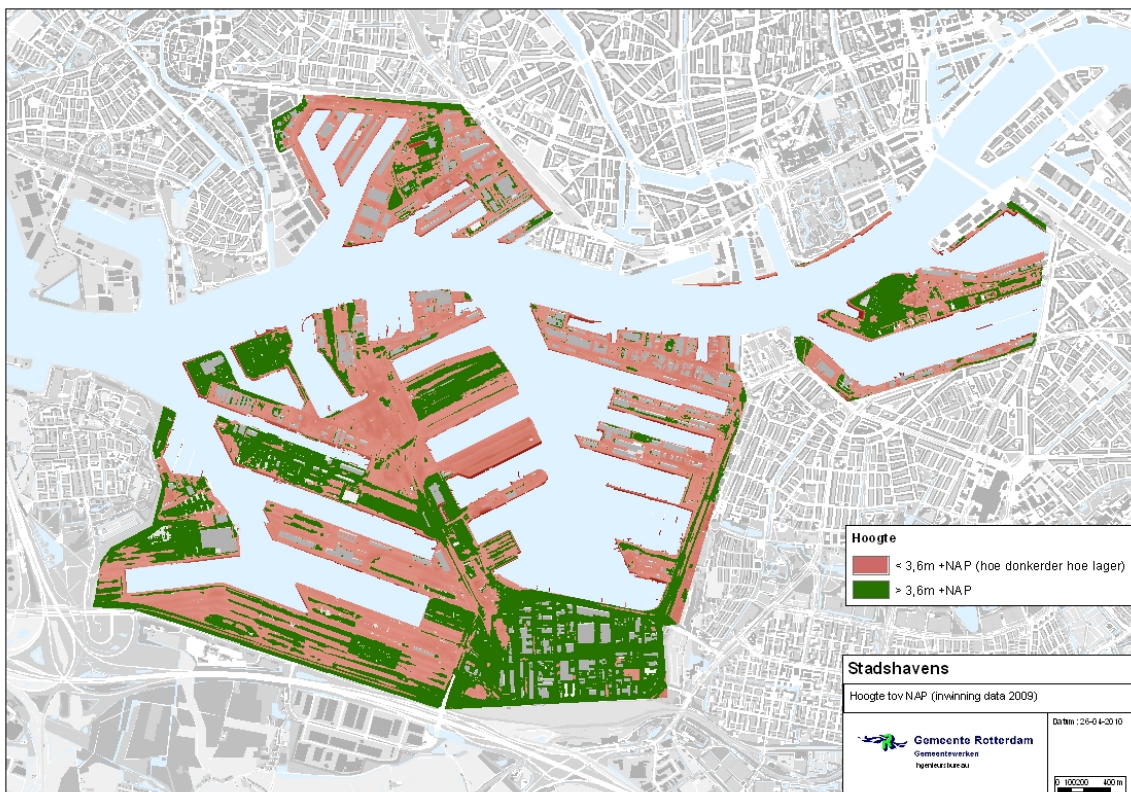 Hoogte
< 3,6m +NAP (hoe donkerder hoe lager)
> 3,6m +NAP
Stadshavens
Hoogte tov NAP (inwinning data 2009)
Gemeente Rotterdam
Gemeentewerken
Ingenieursbureau
Datum : 26-04-2010
0 100200 400 m